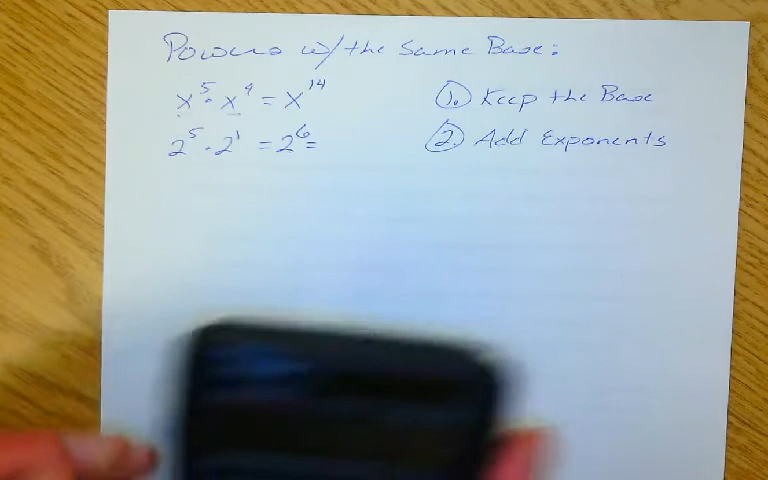 Powers w/ the Same Base:
x⁵ · x⁹ = x¹⁴
① Keep the Base
2⁵ · 2¹ = 2⁶ =
② Add Exponents